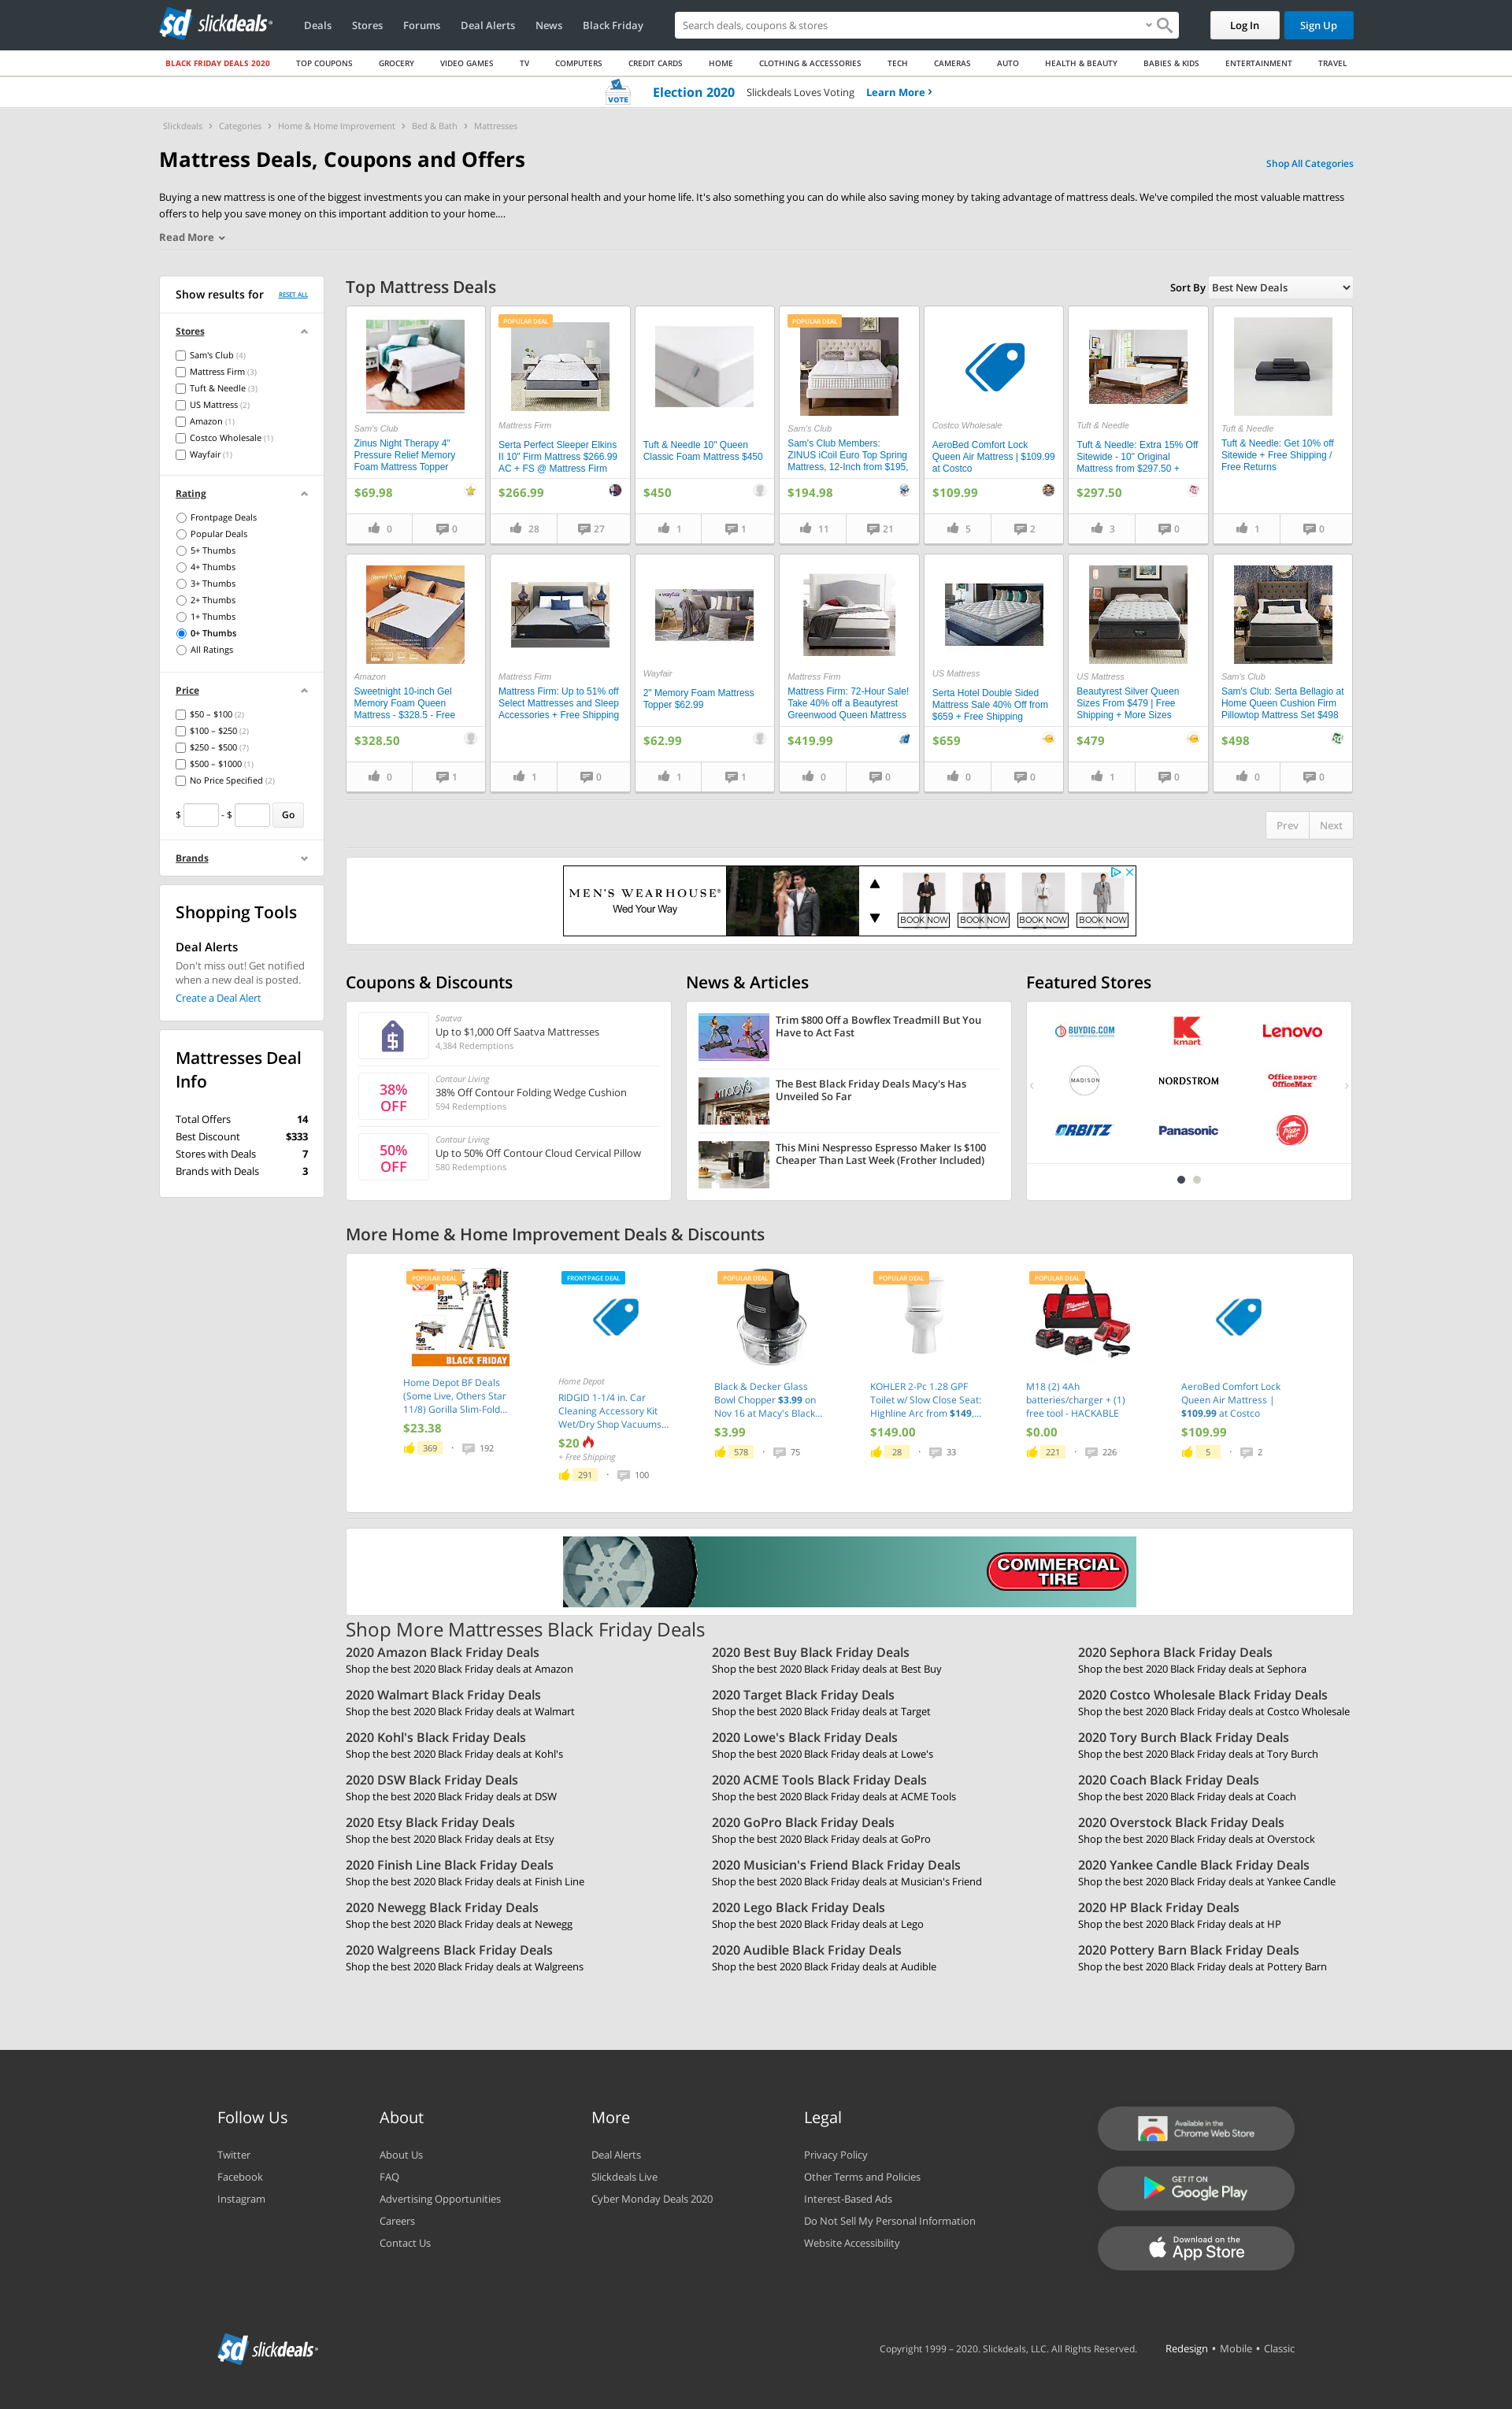 slickdeals
Deals
Stores
Forums
Deal Alerts
News
Black Friday
Search deals, coupons & stores
Log In
Sign Up
BLACK FRIDAY DEALS 2020
TOP COUPONS
GROCERY
VIDEO GAMES
TV
COMPUTERS
CREDIT CARDS
HOME
CLOTHING & ACCESSORIES
TECH
CAMERAS
AUTO
HEALTH & BEAUTY
BABIES & KIDS
ENTERTAINMENT
TRAVEL
VOTE
Election 2020 Slickdeals Loves Voting Learn More ›
Slickdeals › Categories › Home & Home Improvement › Bed & Bath › Mattresses
Mattress Deals, Coupons and Offers
Shop All Categories
Buying a new mattress is one of the biggest investments you can make in your personal health and your home life. It's also something you can do while also saving money by taking advantage of mattress deals. We've compiled the most valuable mattress
offers to help you save money on this important addition to your home....
Read More
Show results for
RESET ALL
Stores
Sam's Club (4)
Mattress Firm (3)
Tuft & Needle (3)
US Mattress (2)
Amazon (1)
Costco Wholesale (1)
Wayfair (1)
Rating
Frontpage Deals
Popular Deals
5+ Thumbs
4+ Thumbs
3+ Thumbs
2+ Thumbs
1+ Thumbs
0+ Thumbs
All Ratings
Price
$50 – $100 (2)
$100 – $250 (2)
$250 – $500 (7)
$500 – $1000 (1)
No Price Specified (2)
$ - $ Go
Brands
Shopping Tools
Deal Alerts
Don't miss out! Get notified
when a new deal is posted.
Create a Deal Alert
Mattresses Deal
Info
Total Offers 14
Best Discount $333
Stores with Deals 7
Brands with Deals 3
Top Mattress Deals
Sort By Best New Deals
Sam's Club
Zinus Night Therapy 4"
Pressure Relief Memory
Foam Mattress Topper
$69.98
0 0
POPULAR DEAL
Mattress Firm
Serta Perfect Sleeper Elkins
II 10" Firm Mattress $266.99
AC + FS @ Mattress Firm
$266.99
28 27
Tuft & Needle 10" Queen
Classic Foam Mattress $450
$450
1 1
POPULAR DEAL
Sam's Club
Sam's Club Members:
ZINUS iCoil Euro Top Spring
Mattress, 12-Inch from $195,
$194.98
11 21
Costco Wholesale
AeroBed Comfort Lock
Queen Air Mattress | $109.99
at Costco
$109.99
5 2
Tuft & Needle
Tuft & Needle: Extra 15% Off
Sitewide - 10" Original
Mattress from $297.50 +
$297.50
3 0
Tuft & Needle
Tuft & Needle: Get 10% off
Sitewide + Free Shipping /
Free Returns
1 0
Sweet Night
Amazon
Sweetnight 10-inch Gel
Memory Foam Queen
Mattress - $328.5 - Free
$328.50
0 1
Mattress Firm
Mattress Firm: Up to 51% off
Select Mattresses and Sleep
Accessories + Free Shipping
1 0
wayfair
Wayfair
2" Memory Foam Mattress
Topper $62.99
$62.99
1 1
Mattress Firm
Mattress Firm: 72-Hour Sale!
Take 40% off a Beautyrest
Greenwood Queen Mattress
$419.99
0 0
US Mattress
Serta Hotel Double Sided
Mattress Sale 40% Off from
$659 + Free Shipping
$659
0 0
US Mattress
Beautyrest Silver Queen
Sizes From $479 | Free
Shipping + More Sizes
$479
1 0
Sam's Club
Sam's Club: Serta Bellagio at
Home Queen Cushion Firm
Pillowtop Mattress Set $498
$498
0 0
Prev Next
MEN'S WEARHOUSE®
Wed Your Way
BOOK NOW
BOOK NOW
BOOK NOW
BOOK NOW
Coupons & Discounts
Saatva
Up to $1,000 Off Saatva Mattresses
4,384 Redemptions
38%
OFF
Contour Living
38% Off Contour Folding Wedge Cushion
594 Redemptions
50%
OFF
Contour Living
Up to 50% Off Contour Cloud Cervical Pillow
580 Redemptions
News & Articles
Trim $800 Off a Bowflex Treadmill But You
Have to Act Fast
macy's
The Best Black Friday Deals Macy's Has
Unveiled So Far
This Mini Nespresso Espresso Maker Is $100
Cheaper Than Last Week (Frother Included)
Featured Stores
BUYDIG.COM
kmart
Lenovo
MADISON
NORDSTROM
Office DEPOT
OfficeMax
ORBITZ
Panasonic
Pizza Hut
More Home & Home Improvement Deals & Discounts
POPULAR DEAL
homedepot.com/decor
BLACK FRIDAY
Home Depot BF Deals
(Some Live, Others Star
11/8) Gorilla Slim-Fold...
$23.38
369 · 192
FRONTPAGE DEAL
Home Depot
RIDGID 1-1/4 in. Car
Cleaning Accessory Kit
Wet/Dry Shop Vacuums...
$20
+ Free Shipping
291 · 100
POPULAR DEAL
Black & Decker Glass
Bowl Chopper $3.99 on
Nov 16 at Macy's Black...
$3.99
578 · 75
POPULAR DEAL
KOHLER 2-Pc 1.28 GPF
Toilet w/ Slow Close Seat:
Highline Arc from $149,...
$149.00
28 · 33
POPULAR DEAL
Milwaukee
M18 (2) 4Ah
batteries/charger + (1)
free tool - HACKABLE
$0.00
221 · 226
AeroBed Comfort Lock
Queen Air Mattress |
$109.99 at Costco
$109.99
5 · 2
COMMERCIAL
TIRE
Shop More Mattresses Black Friday Deals
2020 Amazon Black Friday Deals
Shop the best 2020 Black Friday deals at Amazon
2020 Best Buy Black Friday Deals
Shop the best 2020 Black Friday deals at Best Buy
2020 Sephora Black Friday Deals
Shop the best 2020 Black Friday deals at Sephora
2020 Walmart Black Friday Deals
Shop the best 2020 Black Friday deals at Walmart
2020 Target Black Friday Deals
Shop the best 2020 Black Friday deals at Target
2020 Costco Wholesale Black Friday Deals
Shop the best 2020 Black Friday deals at Costco Wholesale
2020 Kohl's Black Friday Deals
Shop the best 2020 Black Friday deals at Kohl's
2020 Lowe's Black Friday Deals
Shop the best 2020 Black Friday deals at Lowe's
2020 Tory Burch Black Friday Deals
Shop the best 2020 Black Friday deals at Tory Burch
2020 DSW Black Friday Deals
Shop the best 2020 Black Friday deals at DSW
2020 ACME Tools Black Friday Deals
Shop the best 2020 Black Friday deals at ACME Tools
2020 Coach Black Friday Deals
Shop the best 2020 Black Friday deals at Coach
2020 Etsy Black Friday Deals
Shop the best 2020 Black Friday deals at Etsy
2020 GoPro Black Friday Deals
Shop the best 2020 Black Friday deals at GoPro
2020 Overstock Black Friday Deals
Shop the best 2020 Black Friday deals at Overstock
2020 Finish Line Black Friday Deals
Shop the best 2020 Black Friday deals at Finish Line
2020 Musician's Friend Black Friday Deals
Shop the best 2020 Black Friday deals at Musician's Friend
2020 Yankee Candle Black Friday Deals
Shop the best 2020 Black Friday deals at Yankee Candle
2020 Newegg Black Friday Deals
Shop the best 2020 Black Friday deals at Newegg
2020 Lego Black Friday Deals
Shop the best 2020 Black Friday deals at Lego
2020 HP Black Friday Deals
Shop the best 2020 Black Friday deals at HP
2020 Walgreens Black Friday Deals
Shop the best 2020 Black Friday deals at Walgreens
2020 Audible Black Friday Deals
Shop the best 2020 Black Friday deals at Audible
2020 Pottery Barn Black Friday Deals
Shop the best 2020 Black Friday deals at Pottery Barn
Follow Us
Twitter
Facebook
Instagram
About
About Us
FAQ
Advertising Opportunities
Careers
Contact Us
More
Deal Alerts
Slickdeals Live
Cyber Monday Deals 2020
Legal
Privacy Policy
Other Terms and Policies
Interest-Based Ads
Do Not Sell My Personal Information
Website Accessibility
Available in the
Chrome Web Store
GET IT ON
Google Play
Download on the
App Store
sd slickdeals
Copyright 1999 – 2020. Slickdeals, LLC. All Rights Reserved.
Redesign • Mobile • Classic